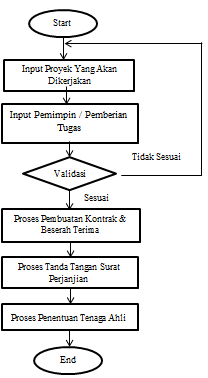 Start
Input Proyek Yang Akan
Dikerjakan
Input Pemimpin / Pemberian
Tugas
Tidak Sesuai
Validasi
Sesuai
Proses Pembuatan Kontrak &
Beserah Terima
Proses Tanda Tangan Surat
Perjanjian
Proses Penentuan Tenaga Ahli
End